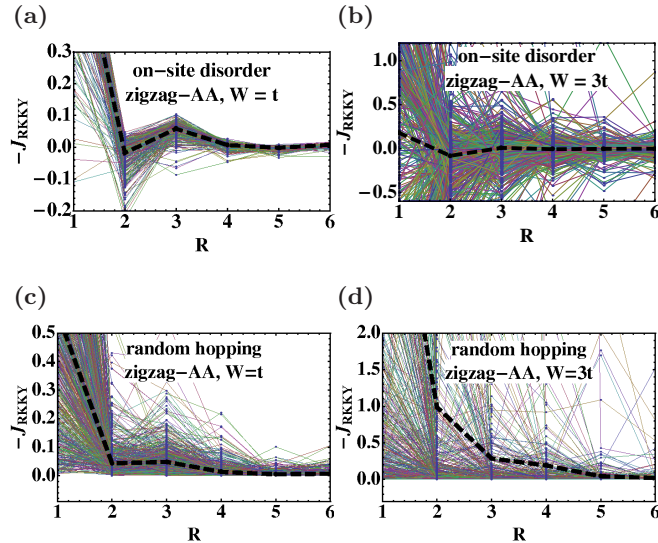 (a)
(b)
on−site disorder
zigzag−AA, W = t
− J RKKY
0.3
0.2
0.1
0.0
−0.1
−0.2
1 2 3 4 5 6
R
on−site disorder
zigzag−AA, W = 3t
− J RKKY
1.0
0.5
0.0
−0.5
1 2 3 4 5 6
R
(c)
(d)
random hopping
zigzag−AA, W=t
− J RKKY
0.5
0.4
0.3
0.2
0.1
0.0
1 2 3 4 5 6
R
random hopping
zigzag−AA, W=3t
− J RKKY
2.0
1.5
1.0
0.5
0.0
1 2 3 4 5 6
R